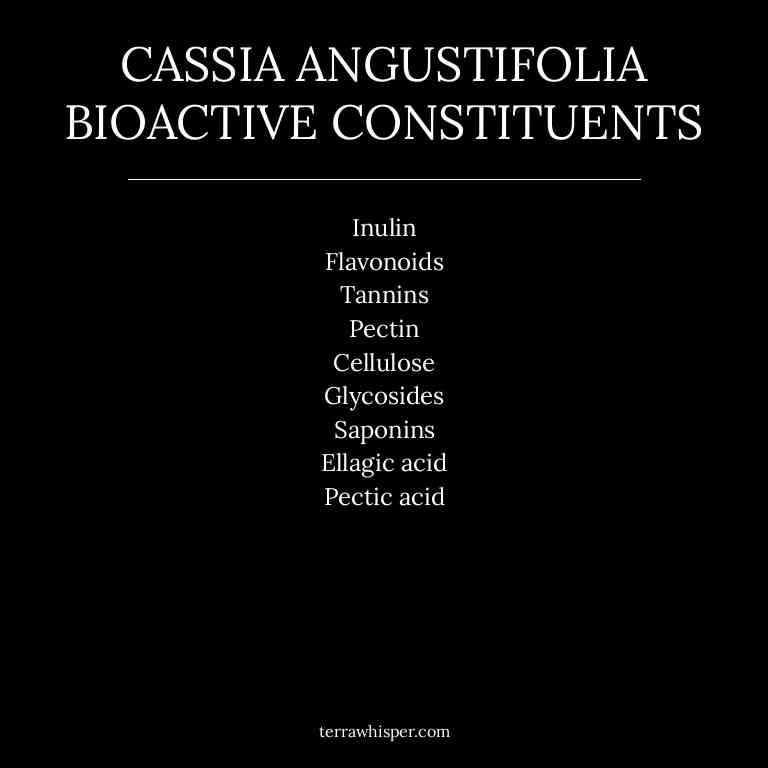 CASSIA ANGUSTIFOLIA
BIOACTIVE CONSTITUENTS
Inulin
Flavonoids
Tannins
Pectin
Cellulose
Glycosides
Saponins
Ellagic acid
Pectic acid
terrawhisper.com